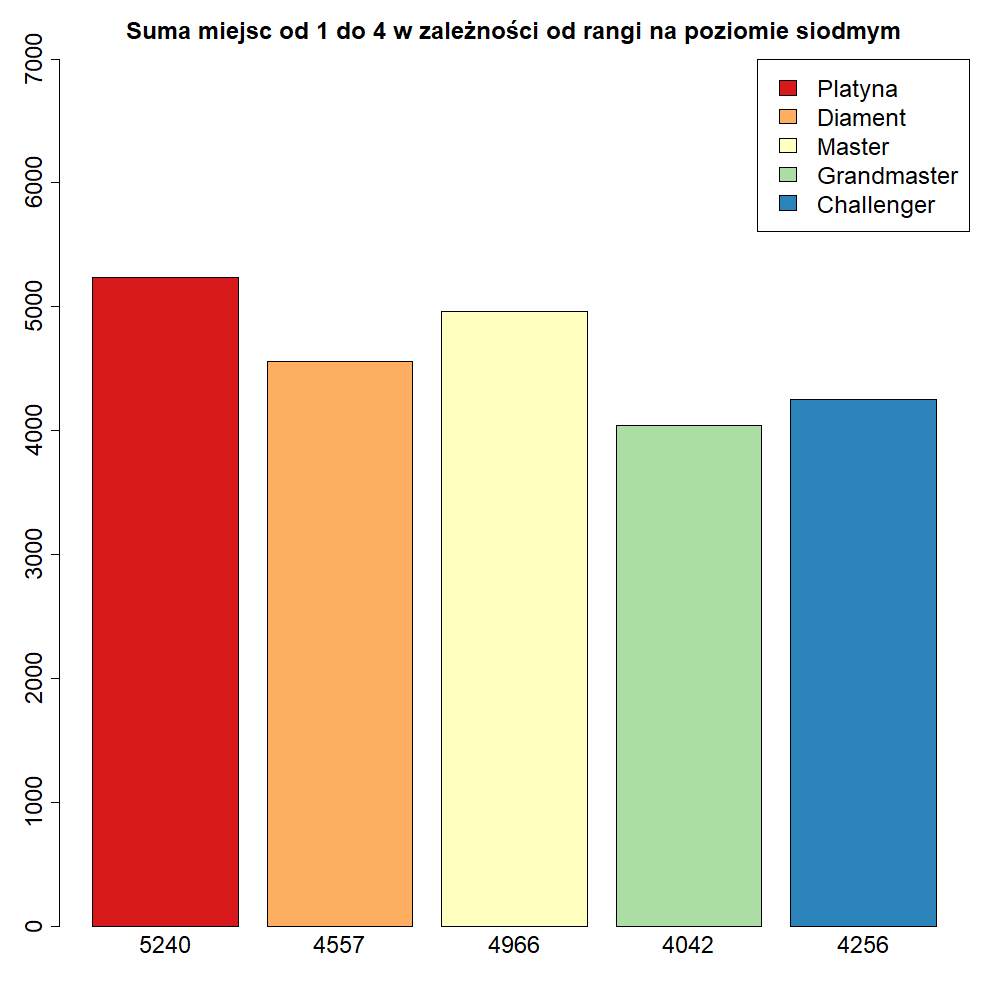 Suma miejsc od 1 do 4 w zależności od rangi na poziomie siodmym
7000
6000
5000
4000
3000
2000
1000
0
Platyna
Diament
Master
Grandmaster
Challenger
5240 4557 4966 4042 4256